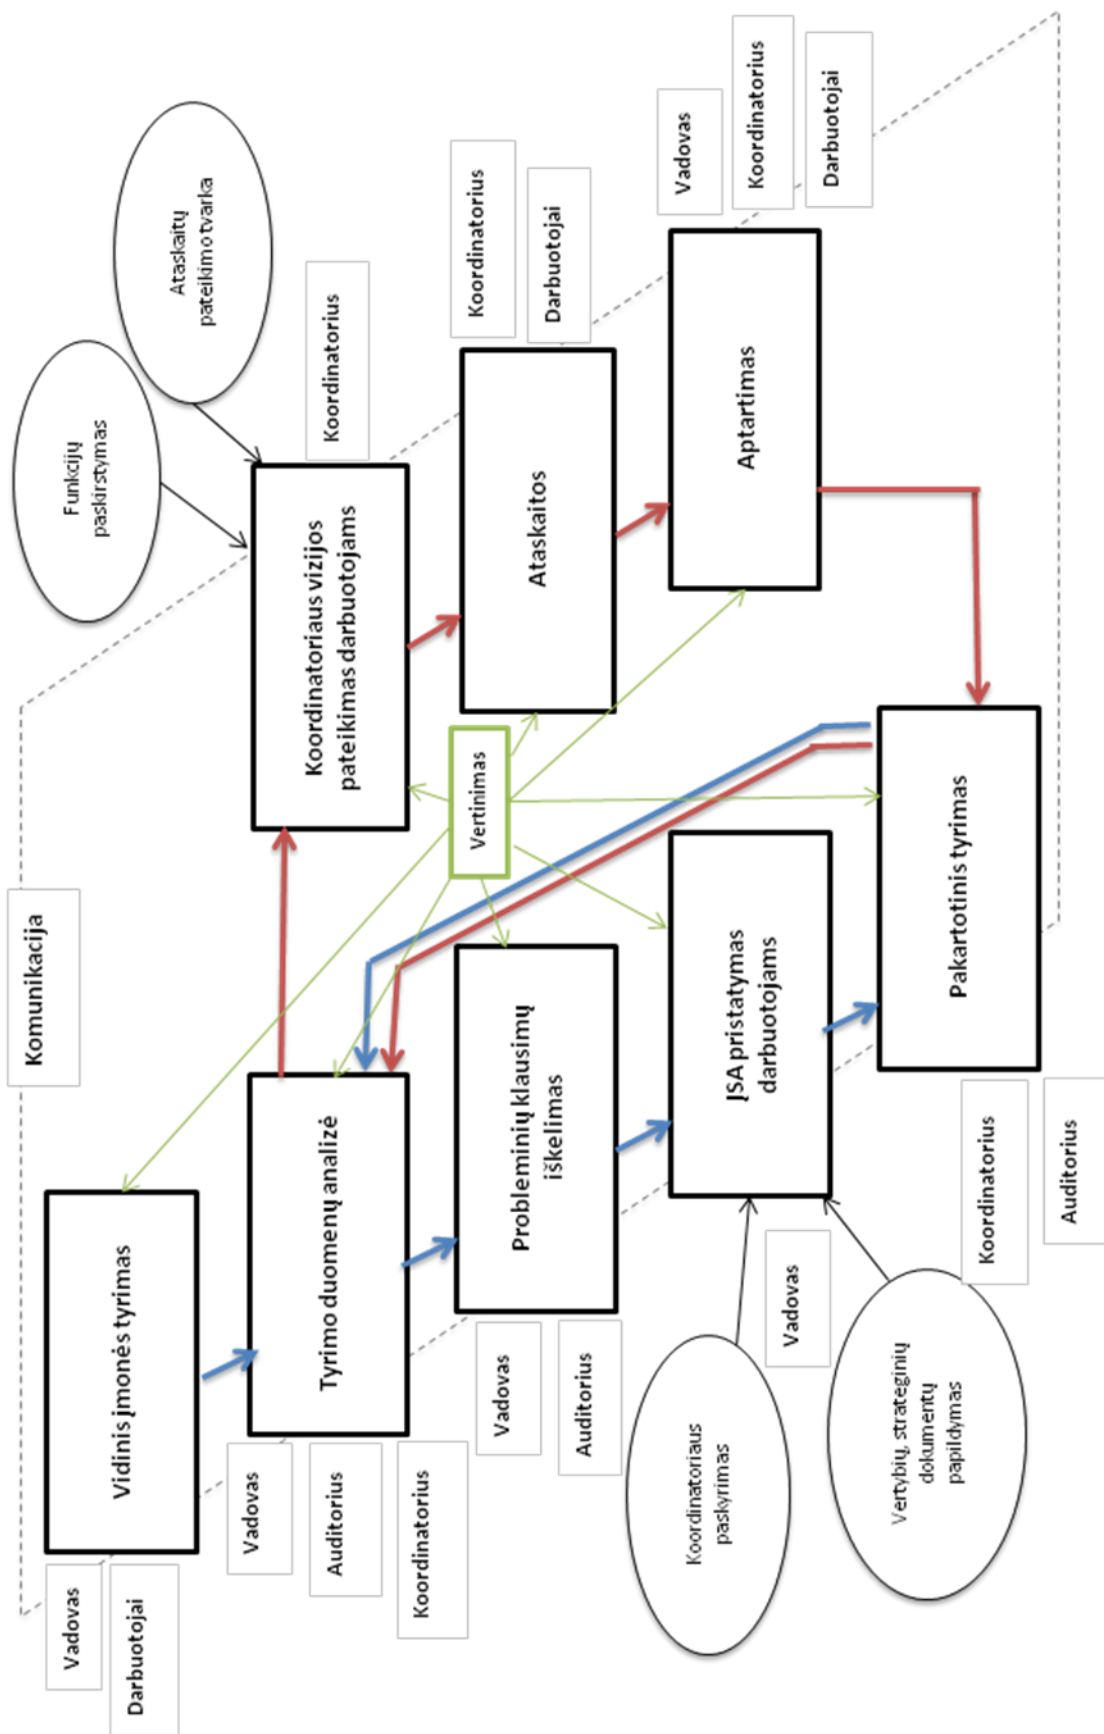 Komunikacija
Vadovas
Darbuotojai
Vidinis įmonės tyrimas
Vadovas
Auditorius
Koordinatorius
Tyrimo duomenų analizė
Vadovas
Auditorius
Probleminių klausimų
iškelimas
Koordinatoriaus
paskyrimas
Vertybių, strateginių
dokumentų
papildymas
Vadovas
ĮSA pristatymas
darbuotojams
Koordinatorius
Auditorius
Pakartotinis tyrimas
Vertinimas
Funkcijų
paskirstymas
Ataskaitų
pateikimo tvarka
Koordinatoriaus vizijos
pateikimas darbuotojams
Koordinatorius
Ataskaitos
Koordinatorius
Darbuotojai
Aptartimas
Vadovas
Koordinatorius
Darbuotojai